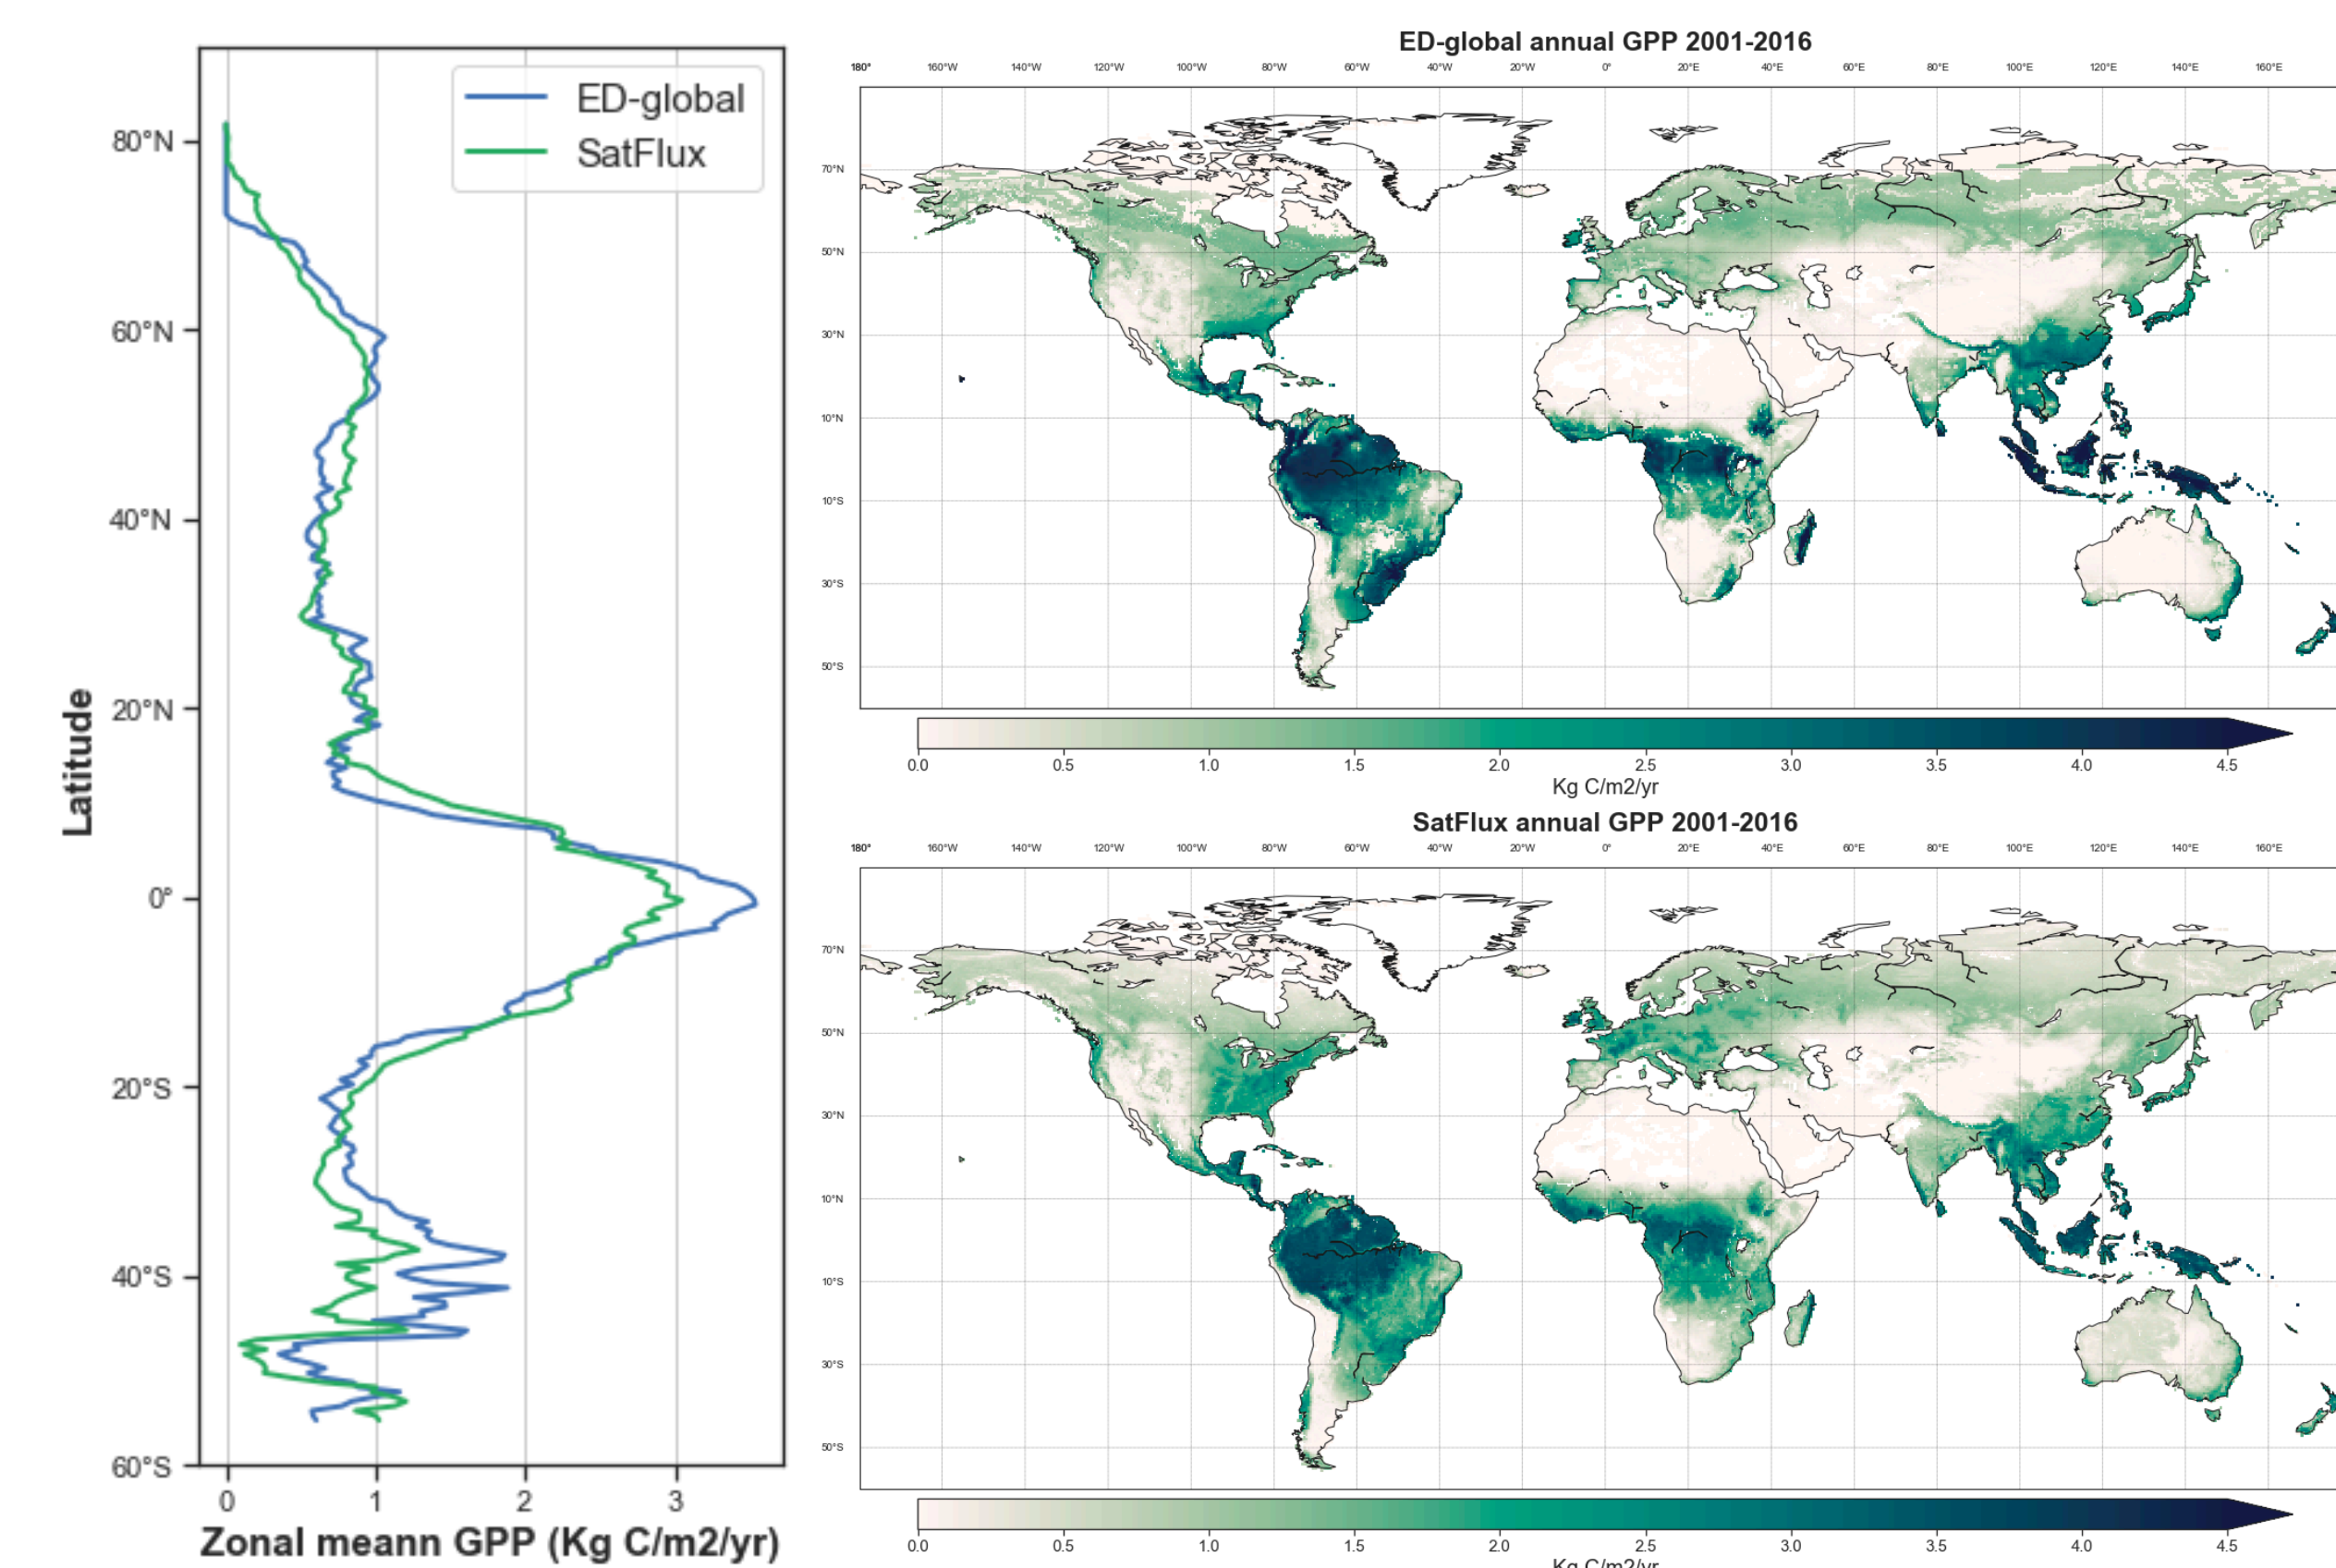 ED-global
SatFlux
80°N
60°N
40°N
20°N
0°
20°S
40°S
60°S
Latitude
0 1 2 3
Zonal meann GPP (Kg C/m2/yr)
ED-global annual GPP 2001-2016
180° 160°W 140°W 120°W 100°W 80°W 60°W 40°W 20°W 0° 20°E 40°E 60°E 80°E 100°E 120°E 140°E 160°E
70°N
50°N
30°N
10°N
10°S
30°S
50°S
0.0 0.5 1.0 1.5 2.0 2.5 3.0 3.5 4.0 4.5
Kg C/m2/yr
SatFlux annual GPP 2001-2016
180° 160°W 140°W 120°W 100°W 80°W 60°W 40°W 20°W 0° 20°E 40°E 60°E 80°E 100°E 120°E 140°E 160°E
70°N
50°N
30°N
10°N
10°S
30°S
50°S
0.0 0.5 1.0 1.5 2.0 2.5 3.0 3.5 4.0 4.5
Kg C/m2/yr